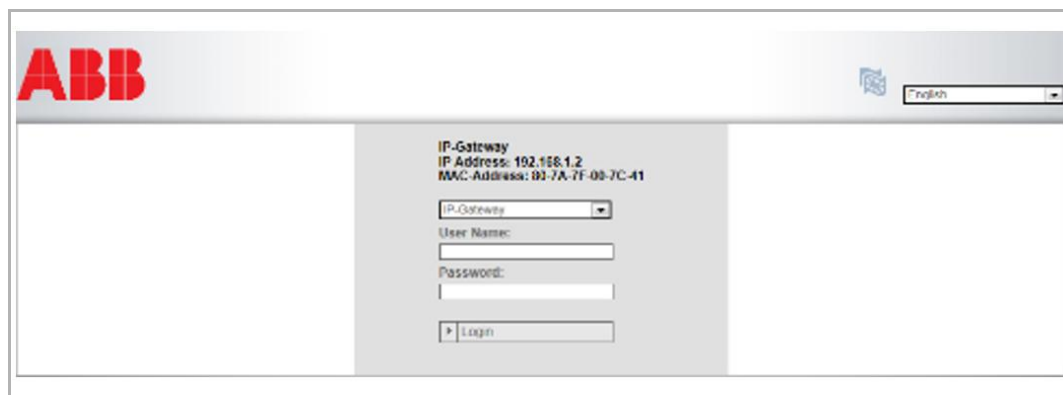 ABB
English
IP-Gateway
IP Address: 192.168.1.2
MAC-Address: 80-7A-7F-00-7C-41
IP-Gateway
User Name:
Password:
Login